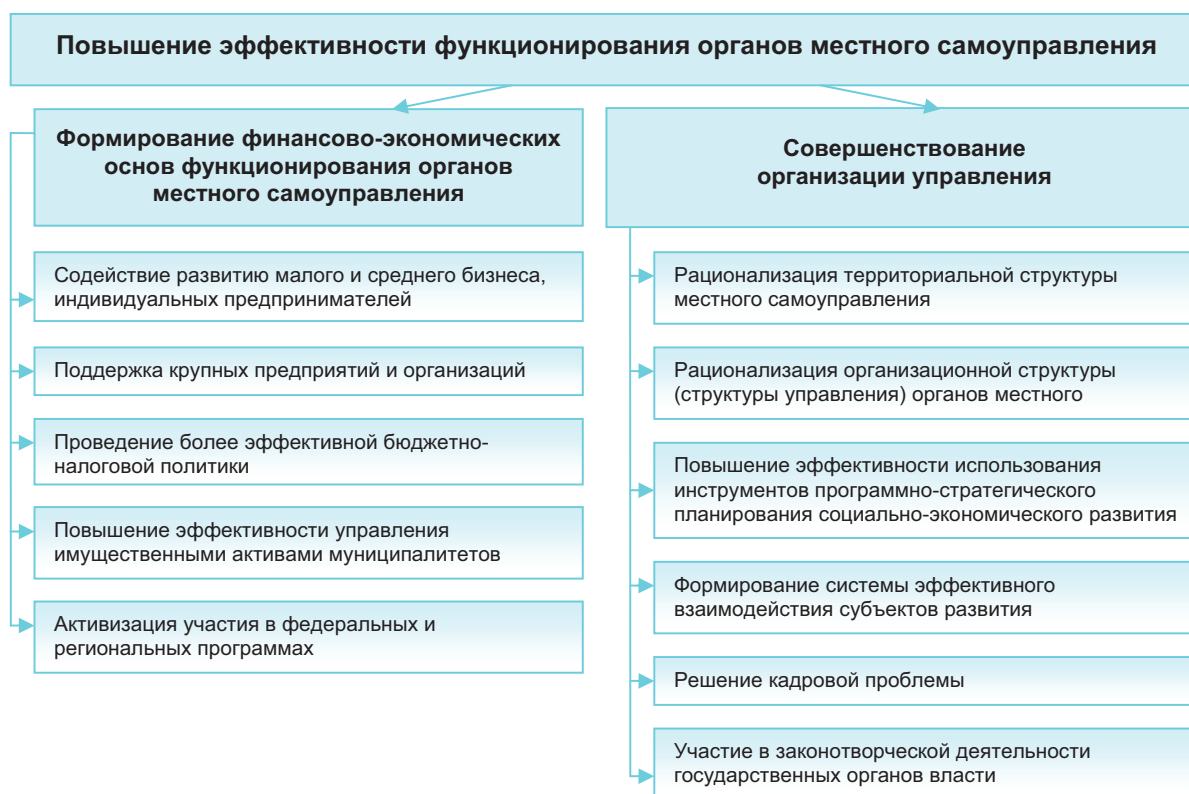 Повышение эффективности функционирования органов местного самоуправления
Формирование финансово-экономических
основ функционирования органов
местного самоуправления
Содействие развитию малого и среднего бизнеса,
индивидуальных предпринимателей
Поддержка крупных предприятий и организаций
Проведение более эффективной бюджетно-
налоговой политики
Повышение эффективности управления
имущественными активами муниципалитетов
Активизация участия в федеральных и
региональных программах
Совершенствование
организации управления
Рационализация территориальной структуры
местного самоуправления
Рационализация организационной структуры
(структуры управления) органов местного
Повышение эффективности использования
инструментов программно-стратегического
планирования социально-экономического развития
Формирование системы эффективного
взаимодействия субъектов развития
Решение кадровой проблемы
Участие в законотворческой деятельности
государственных органов власти